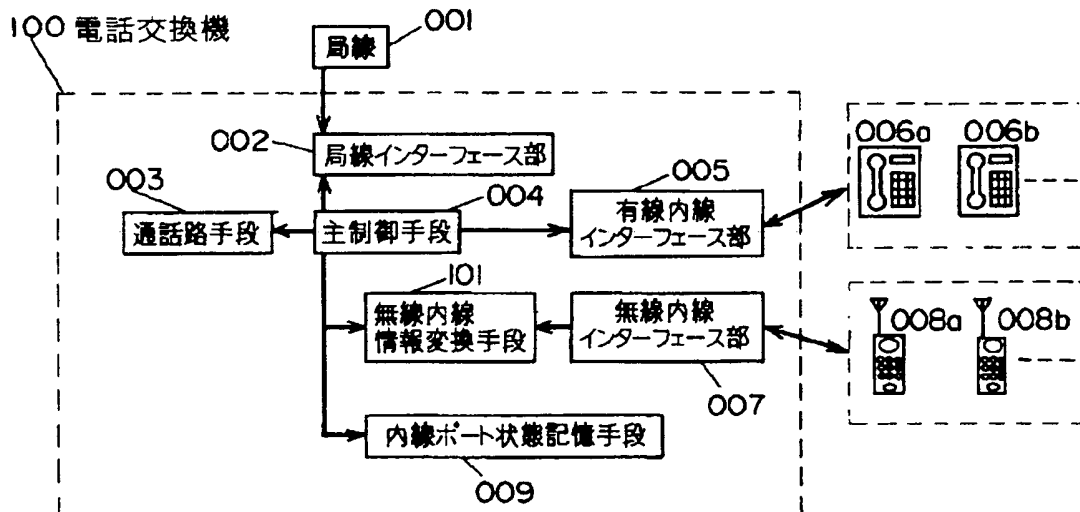 100 電話交換機
001
局線
002
局線インターフェース部
006a
006b
003
004
005
通話路手段
主制御手段
有線内線
インターフェース部
101
無線内線
情報変換手段
無線内線
インターフェース部
008a
008b
007
内線ポート状態記憶手段
009